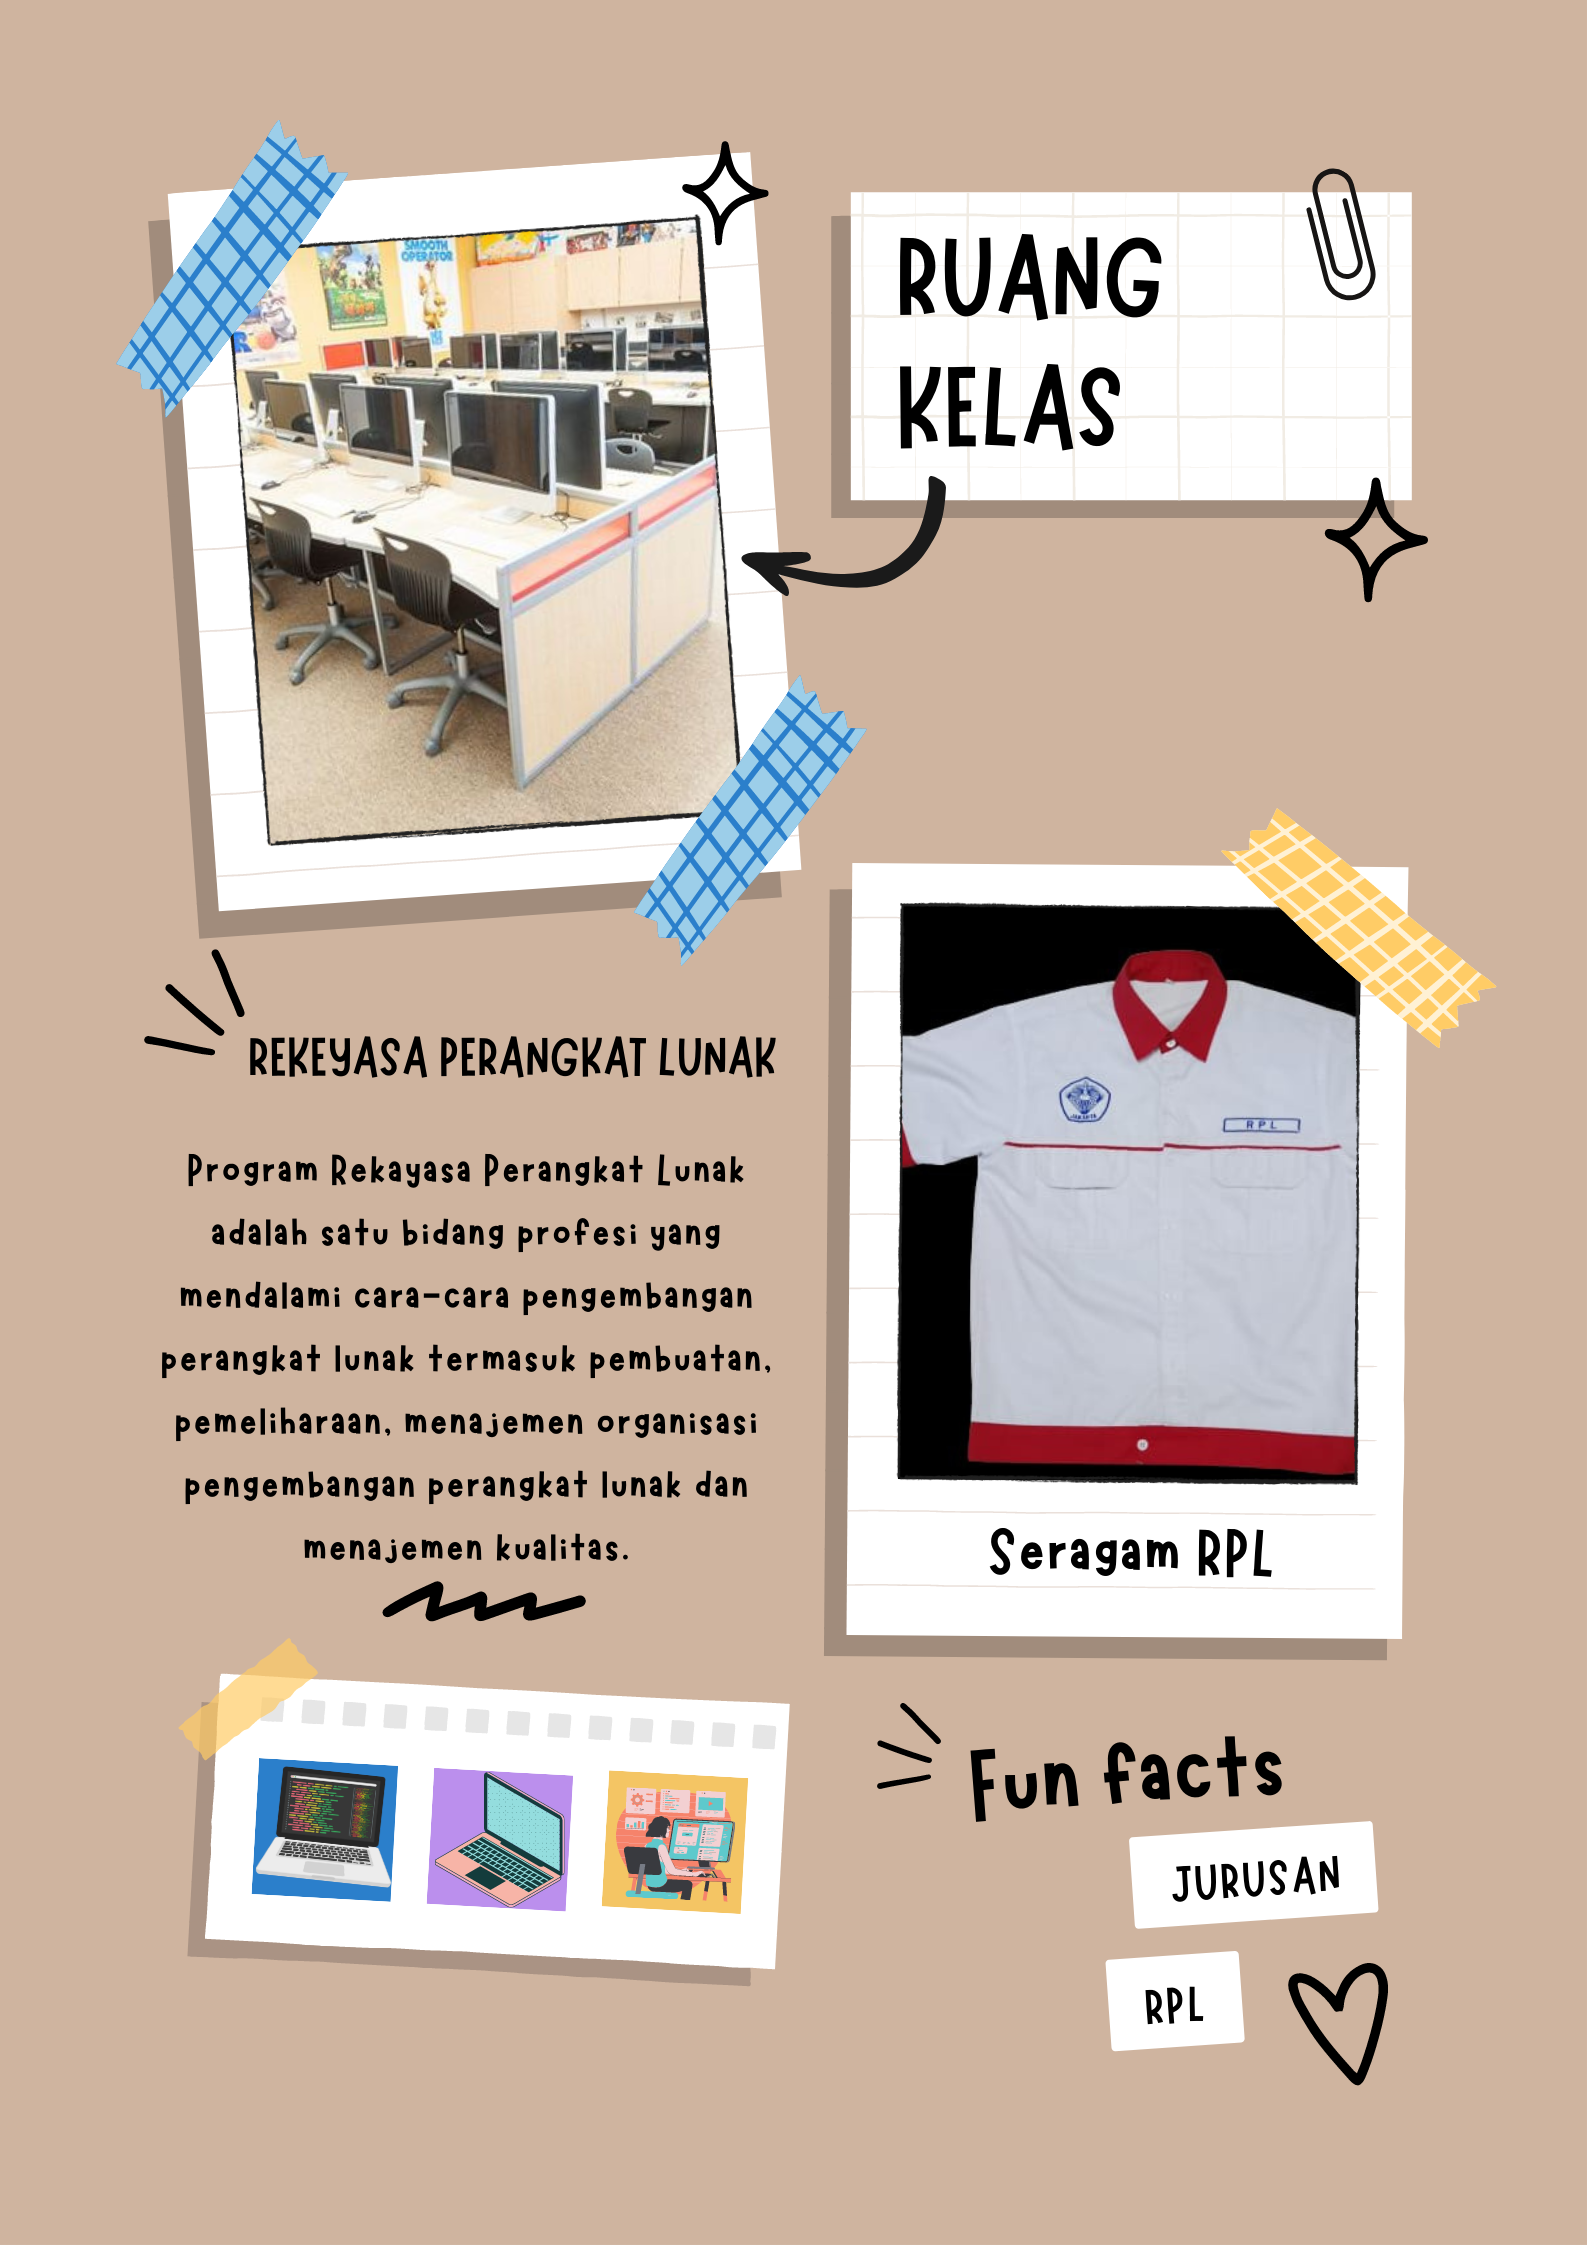 SMOOTH
OPERATOR
RUANG
KELAS
REKEYASA PERANGKAT LUNAK
Program Rekayasa Perangkat Lunak
adalah satu bidang profesi yang
mendalami cara-cara pengembangan
perangkat lunak termasuk pembuatan,
pemeliharaan, menajemen organisasi
pengembangan perangkat lunak dan
menajemen kualitas.
RPL
Seragam RPL
Fun facts
JURUSAN
RPL